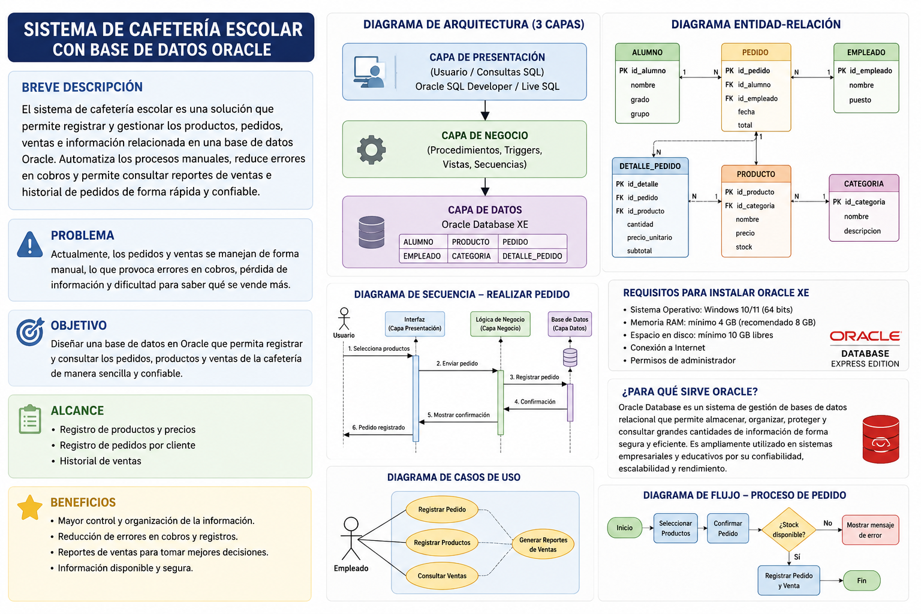 SISTEMA DE CAFETERÍA ESCOLAR
CON BASE DE DATOS ORACLE
BREVE DESCRIPCIÓN
El sistema de cafetería escolar es una solución que
permite registrar y gestionar los productos, pedidos,
ventas e información relacionada en una base de datos
Oracle. Automatiza los procesos manuales, reduce errores
en cobros y permite consultar reportes de ventas e
historial de pedidos de forma rápida y confiable.
PROBLEMA
Actualmente, los pedidos y ventas se manejan de forma
manual, lo que provoca errores en cobros, pérdida de
información y dificultad para saber qué se vende más.
OBJETIVO
Diseñar una base de datos en Oracle que permita registrar
y consultar los pedidos, productos y ventas de la cafetería
de manera sencilla y confiable.
ALCANCE
• Registro de productos y precios
• Registro de pedidos por cliente
• Historial de ventas
BENEFICIOS
• Mayor control y organización de la información.
• Reducción de errores en cobros y registros.
• Reportes de ventas para tomar mejores decisiones.
• Información disponible y segura.
DIAGRAMA DE ARQUITECTURA (3 CAPAS)
CAPA DE PRESENTACIÓN
(Usuario / Consultas SQL)
Oracle SQL Developer / Live SQL
CAPA DE NEGOCIO
(Procedimientos, Triggers,
Vistas, Secuencias)
CAPA DE DATOS
Oracle Database XE
ALUMNO PRODUCTO PEDIDO
EMPLEADO CATEGORIA DETALLE_PEDIDO
DIAGRAMA DE SECUENCIA – REALIZAR PEDIDO
Usuario
Interfaz
(Capa Presentación)
Lógica de Negocio
(Capa Negocio)
Base de Datos
(Capa Datos)
1. Selecciona productos
2. Enviar pedido
3. Registrar pedido
4. Confirmación
5. Mostrar confirmación
6. Pedido registrado
DIAGRAMA DE CASOS DE USO
Empleado
Registrar Pedido
Registrar Productos
Consultar Ventas
Generar Reportes
de Ventas
DIAGRAMA ENTIDAD-RELACIÓN
ALUMNO
PK id_alumno
nombre
grado
grupo
1
N
PEDIDO
PK id_pedido
FK id_alumno
FK id_empleado
fecha
total
N
1
EMPLEADO
PK id_empleado
nombre
puesto
1
N
DETALLE_PEDIDO
PK id_detalle
FK id_pedido
FK id_producto
cantidad
precio_unitario
subtotal
N
1
PRODUCTO
PK id_producto
FK id_categoria
nombre
precio
stock
N
1
CATEGORIA
PK id_categoria
nombre
descripcion
REQUISITOS PARA INSTALAR ORACLE XE
• Sistema Operativo: Windows 10/11 (64 bits)
• Memoria RAM: mínimo 4 GB (recomendado 8 GB)
• Espacio en disco: mínimo 10 GB libres
• Conexión a Internet
• Permisos de administrador
ORACLE
DATABASE
EXPRESS EDITION
¿PARA QUÉ SIRVE ORACLE?
Oracle Database es un sistema de gestión de bases de datos
relacional que permite almacenar, organizar, proteger y
consultar grandes cantidades de información de forma
segura y eficiente. Es ampliamente utilizado en sistemas
empresariales y educativos por su confiabilidad,
escalabilidad y rendimiento.
DIAGRAMA DE FLUJO – PROCESO DE PEDIDO
Inicio
Seleccionar
Productos
Confirmar
Pedido
¿Stock
disponible?
No
Mostrar mensaje
de error
Sí
Registrar Pedido
y Venta
Fin